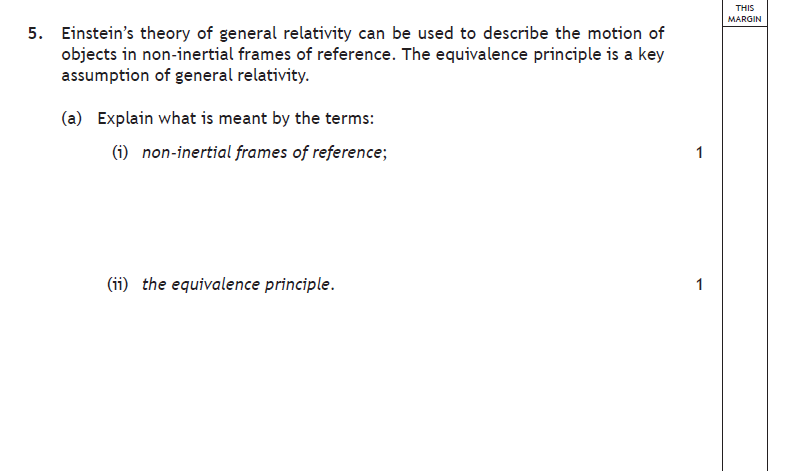 THIS
MARGIN
5. Einstein’s theory of general relativity can be used to describe the motion of
objects in non-inertial frames of reference. The equivalence principle is a key
assumption of general relativity.
(a) Explain what is meant by the terms:
(i) non-inertial frames of reference; 1
(ii) the equivalence principle. 1